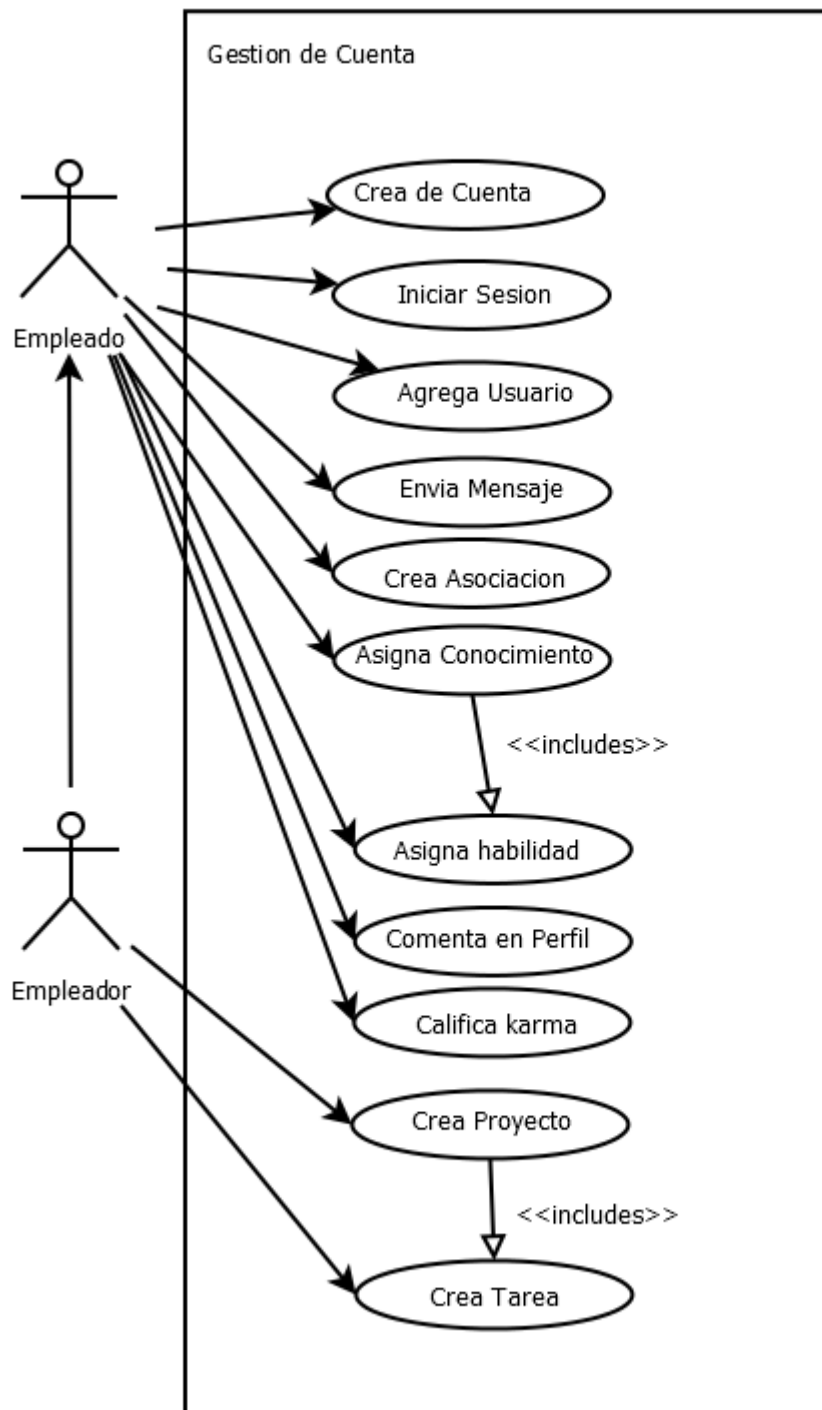 Gestion de Cuenta
Crea de Cuenta
Iniciar Sesion
Empleado
Agrega Usuario
Envia Mensaje
Crea Asociacion
Asigna Conocimiento
<<includes>>
Asigna habilidad
Comenta en Perfil
Empleador
Califica karma
Crea Proyecto
<<includes>>
Crea Tarea